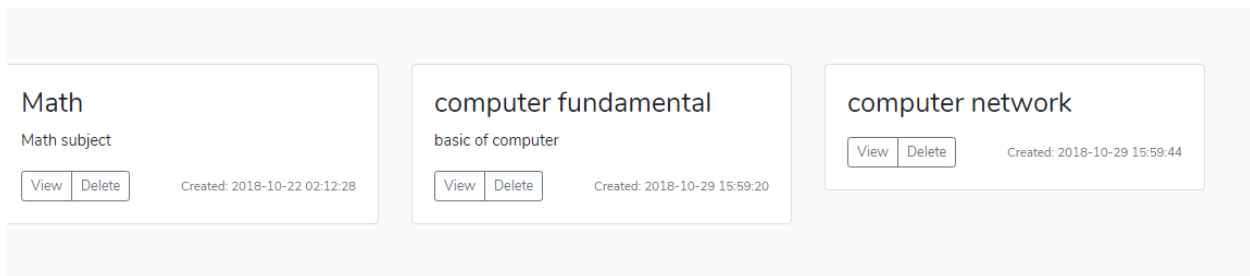 Math
Math subject
View Delete Created: 2018-10-22 02:12:28
computer fundamental
basic of computer
View Delete Created: 2018-10-29 15:59:20
computer network
View Delete Created: 2018-10-29 15:59:44